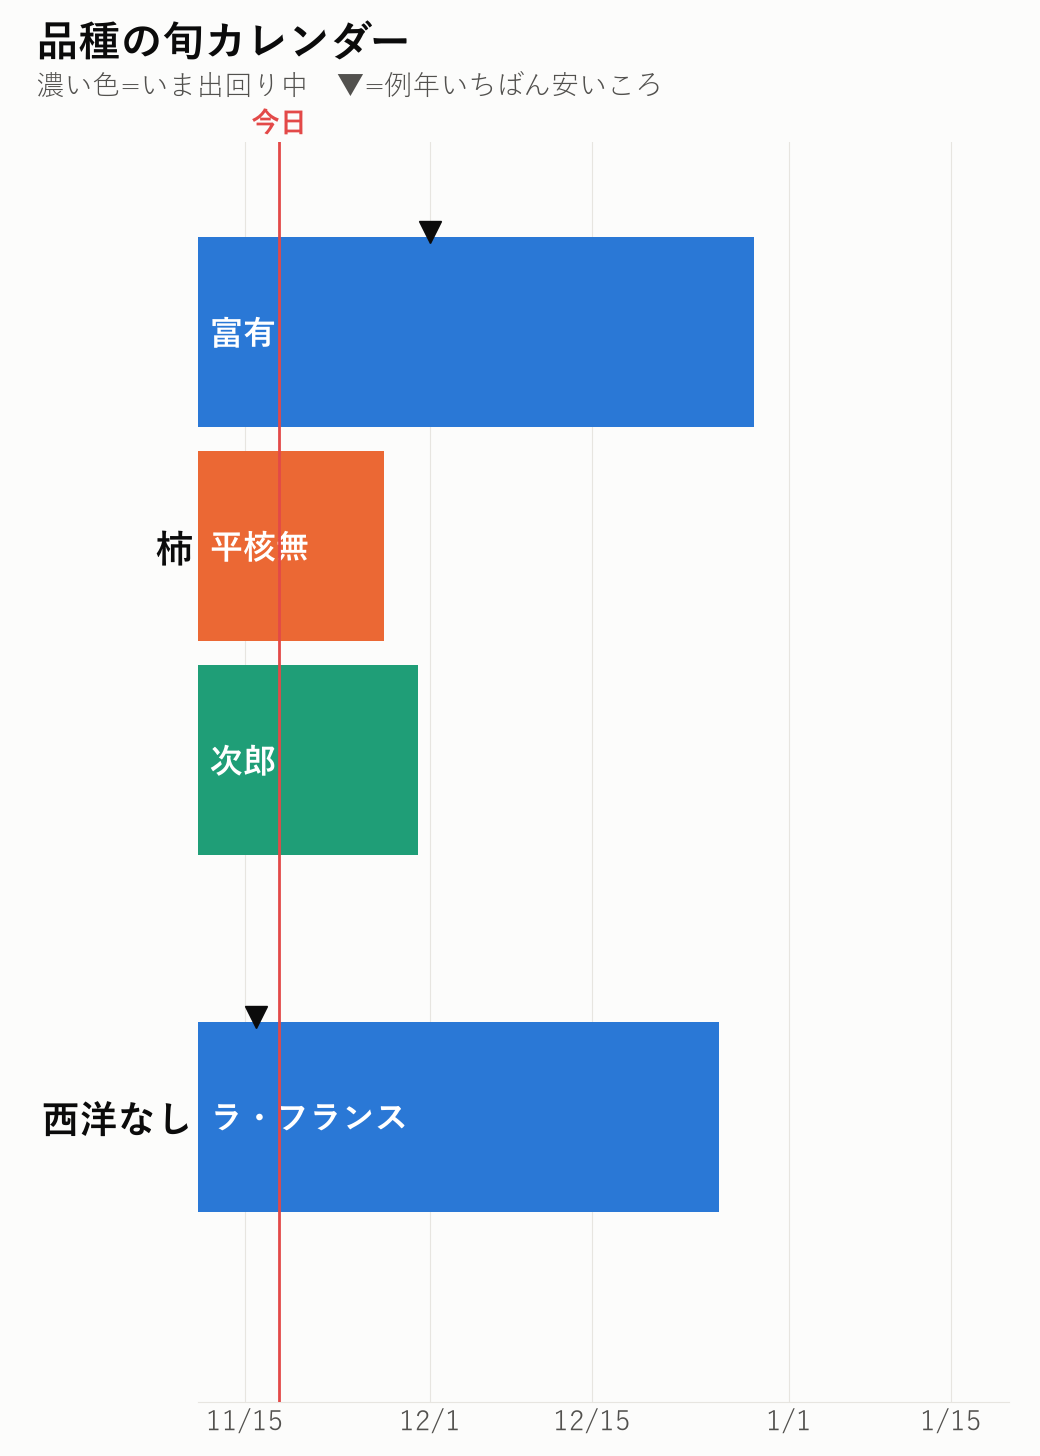 品種の旬カレンダー
濃い色=いま出回り中　▼=例年いちばん安いころ
今日
富有
柿
平核無
次郎
西洋なし
ラ・フランス
11/15
12/1
12/15
1/1
1/15